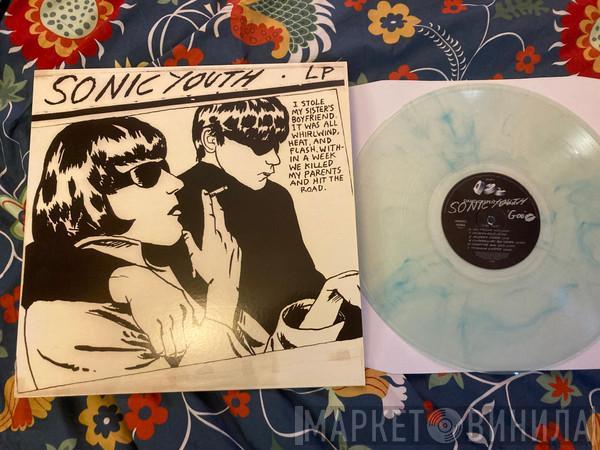 SONIC YOUTH . LP
I STOLE
MY SISTER'S
BOYFRIEND.
IT WAS ALL
WHIRLWIND,
HEAT, AND
FLASH. WITH-
IN A WEEK
WE KILLED
MY PARENTS
AND HIT THE
ROAD.
SONIC YOUTH
Goo
МАРКЕТ ВИНИЛА